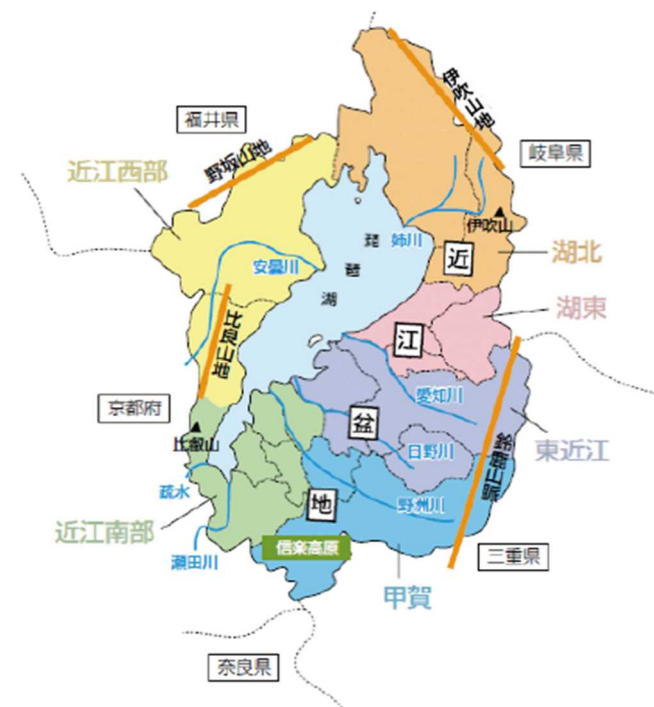 伊吹山地
福井県
野坂山地
岐阜県
近江西部
伊吹山
姉川
琵琶湖
湖北
近江盆地
安曇川
湖東
比良山地
京都府
愛知川
比叡山
日野川
東近江
鈴鹿山脈
疏水
野洲川
近江南部
信楽高原
瀬田川
三重県
甲賀
奈良県